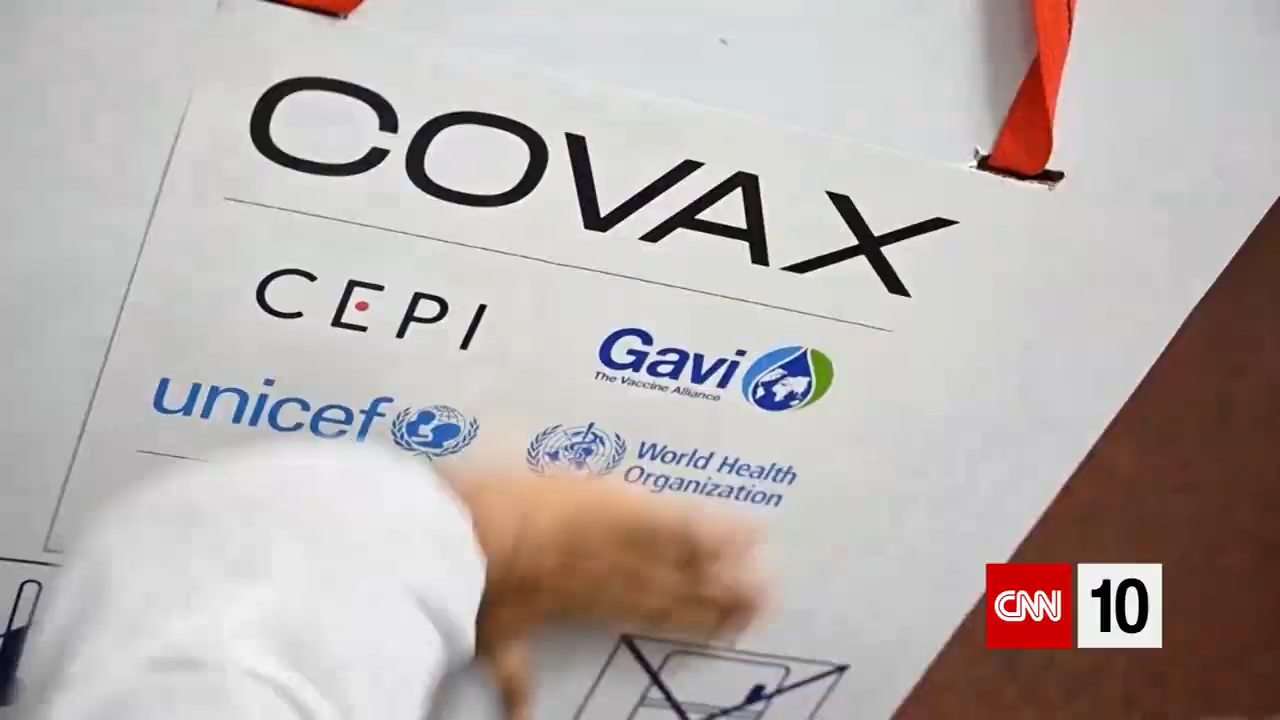 COVAX
CEPI
Gavi
The Vaccine Alliance
unicef
World Health
Organization
CNN 10